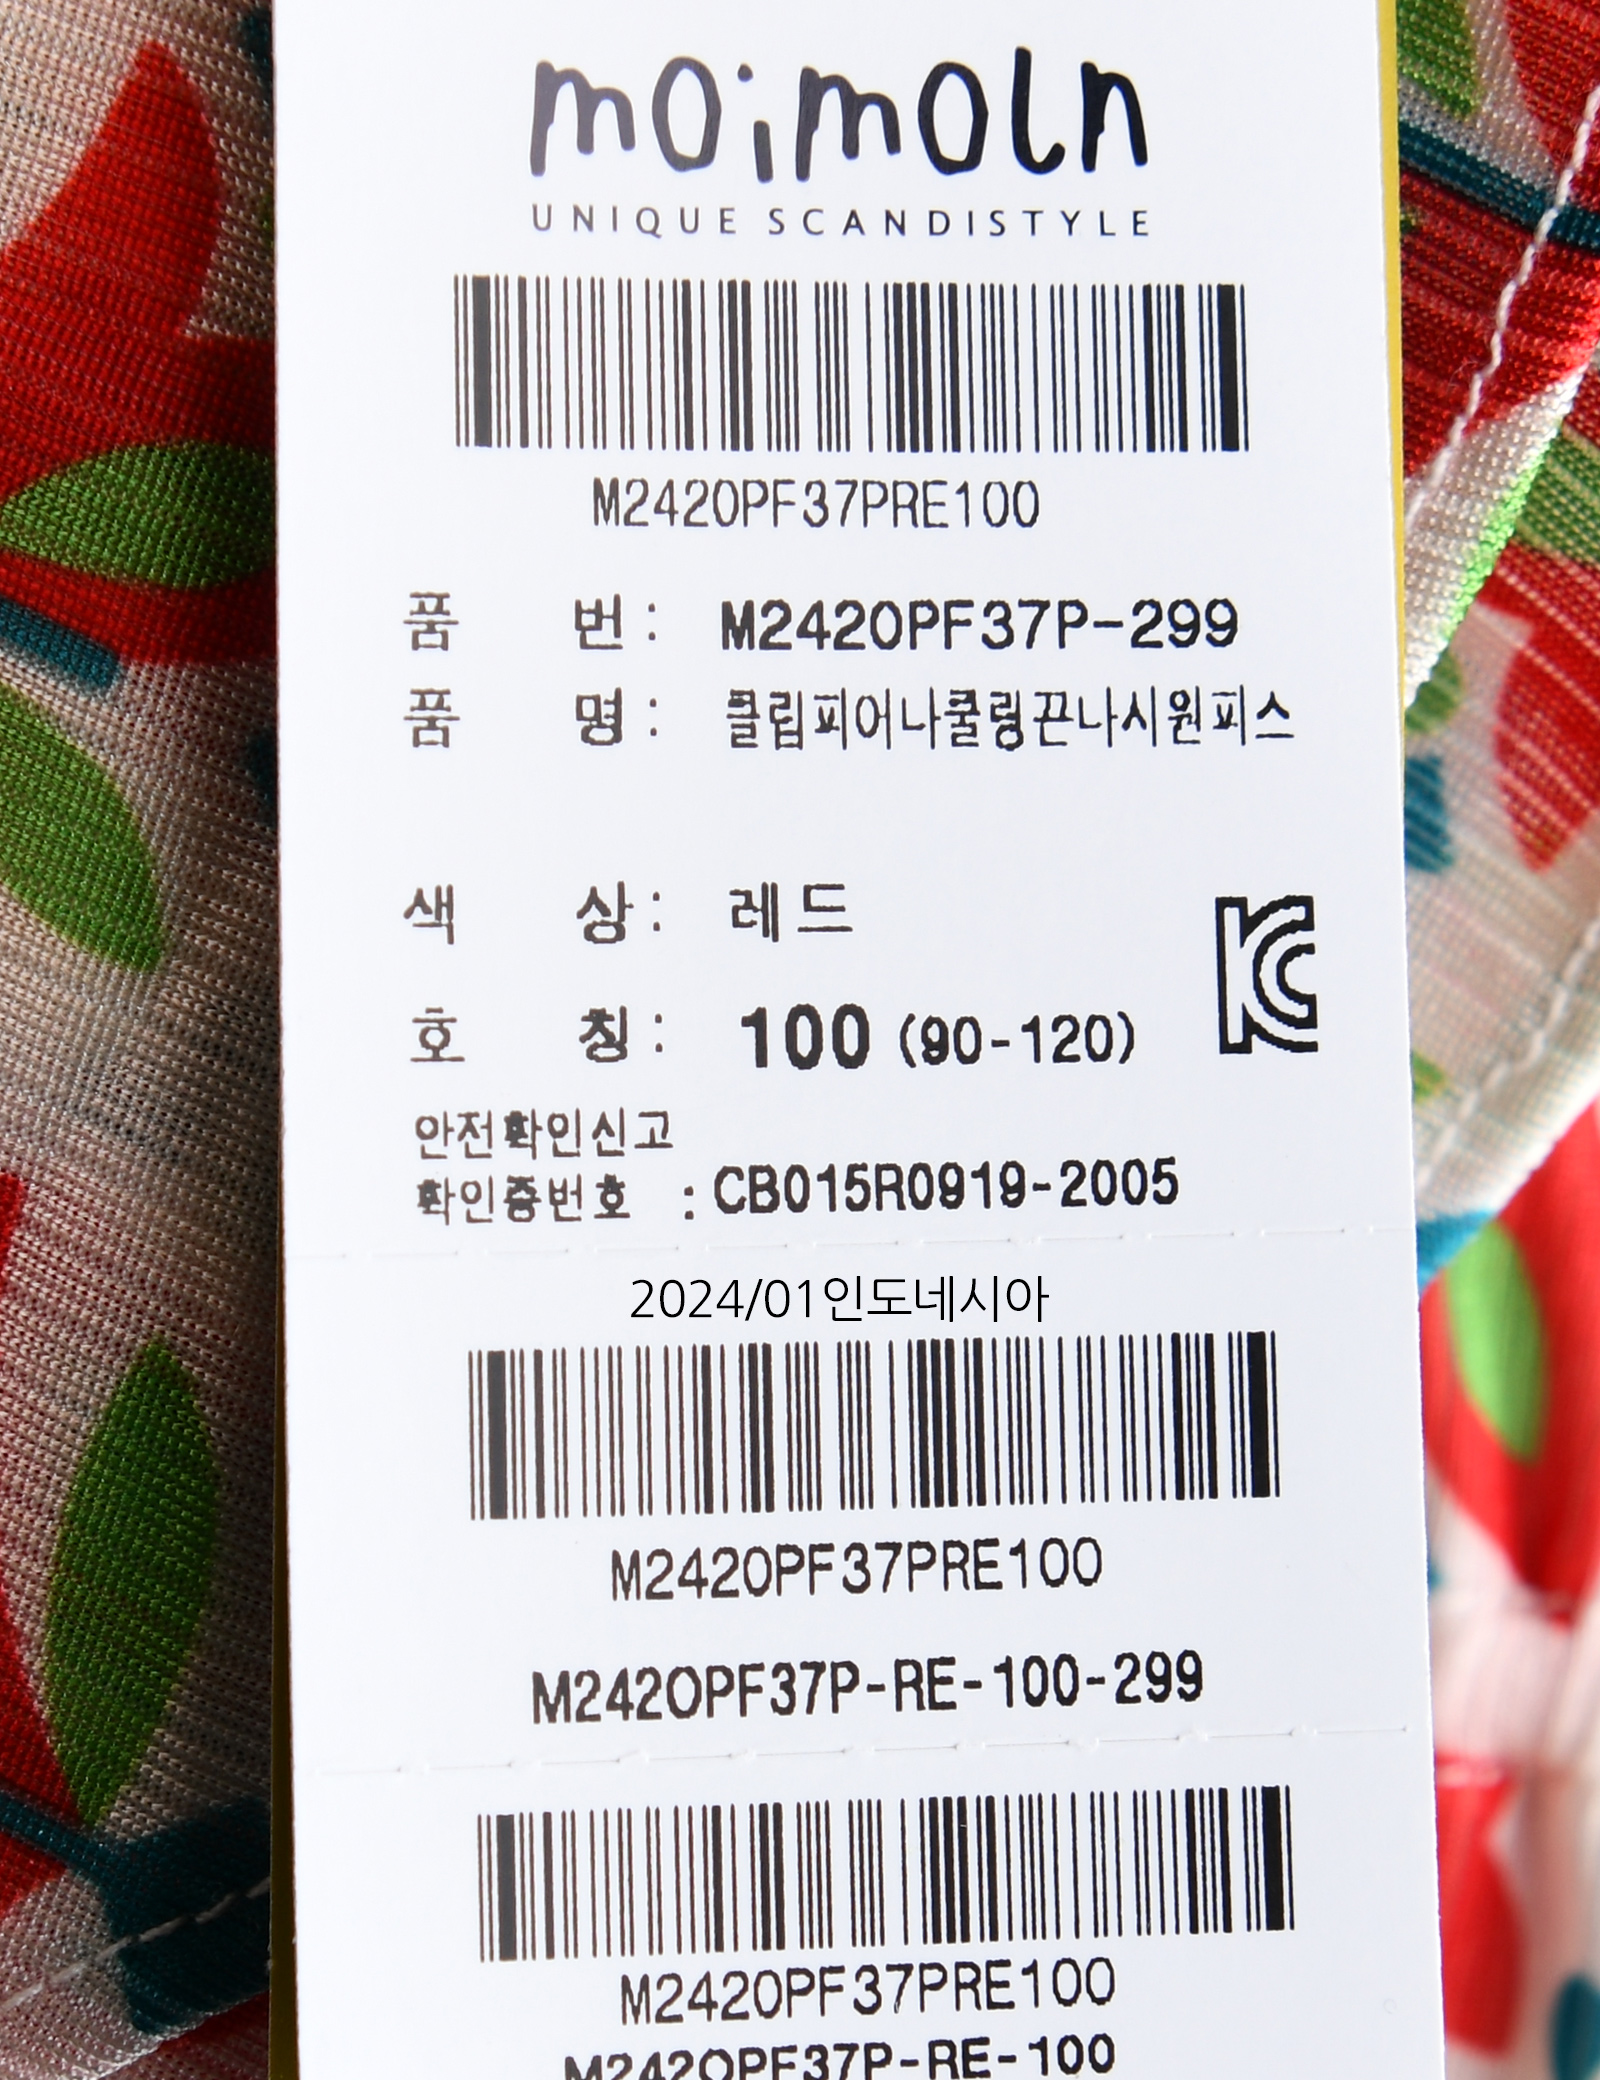 moimoln
UNIQUE SCANDISTYLE
M2420PF37PRE100
품 번 : M2420PF37P-299
품 명 : 클립피어나쿨링끈나시원피스
색 상 : 레드
호 칭 : 100 (90-120)
안전확인신고
확인증번호 : CB015R0919-2005
2024/01인도네시아
M2420PF37PRE100
M2420PF37P-RE-100-299
M2420PF37PRE100
M2420PF37P-RE-100